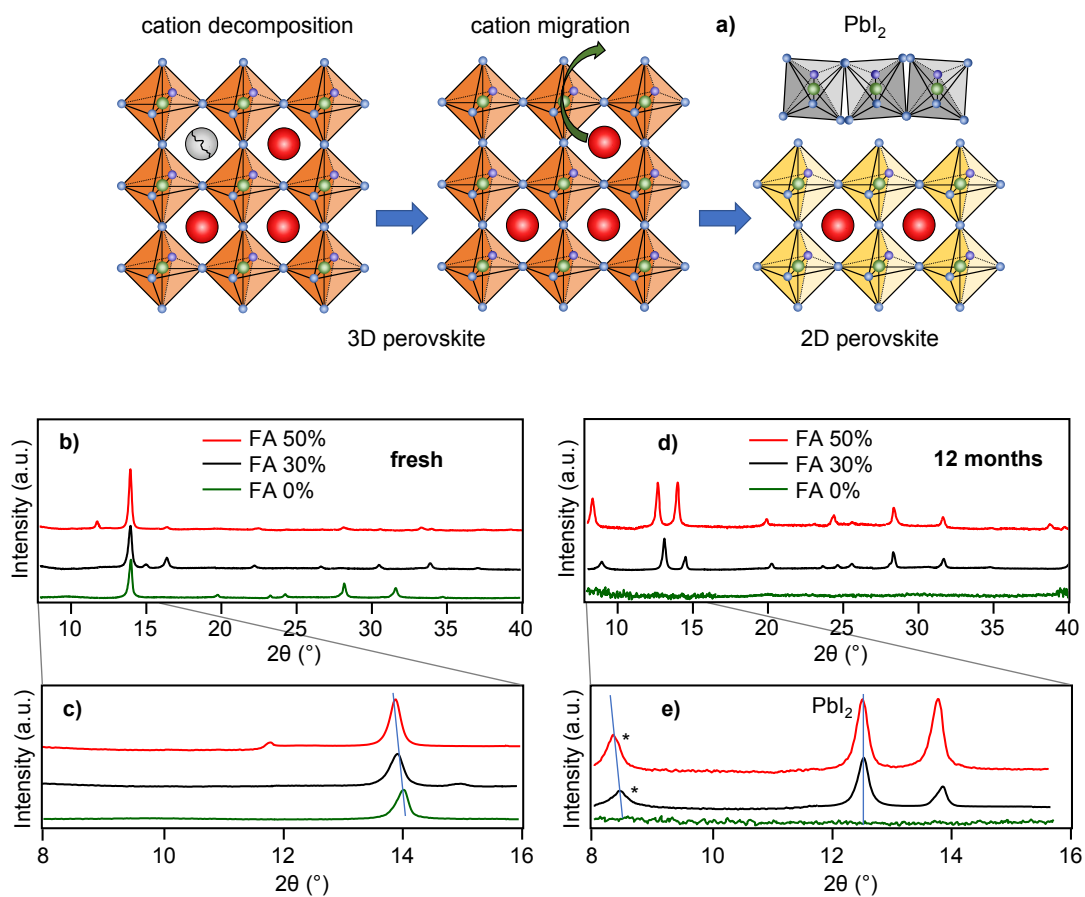 cation decomposition
cation migration
a)
PbI₂
3D perovskite
2D perovskite
b)
FA 50%
FA 30%
FA 0%
fresh
Intensity (a.u.)
10 15 20 25 30 35 40
2θ (°)
d)
FA 50%
FA 30%
FA 0%
12 months
Intensity (a.u.)
10 15 20 25 30 35 40
2θ (°)
c)
Intensity (a.u.)
8 10 12 14 16
2θ (°)
e)
PbI₂
*
*
Intensity (a.u.)
8 10 12 14 16
2θ (°)